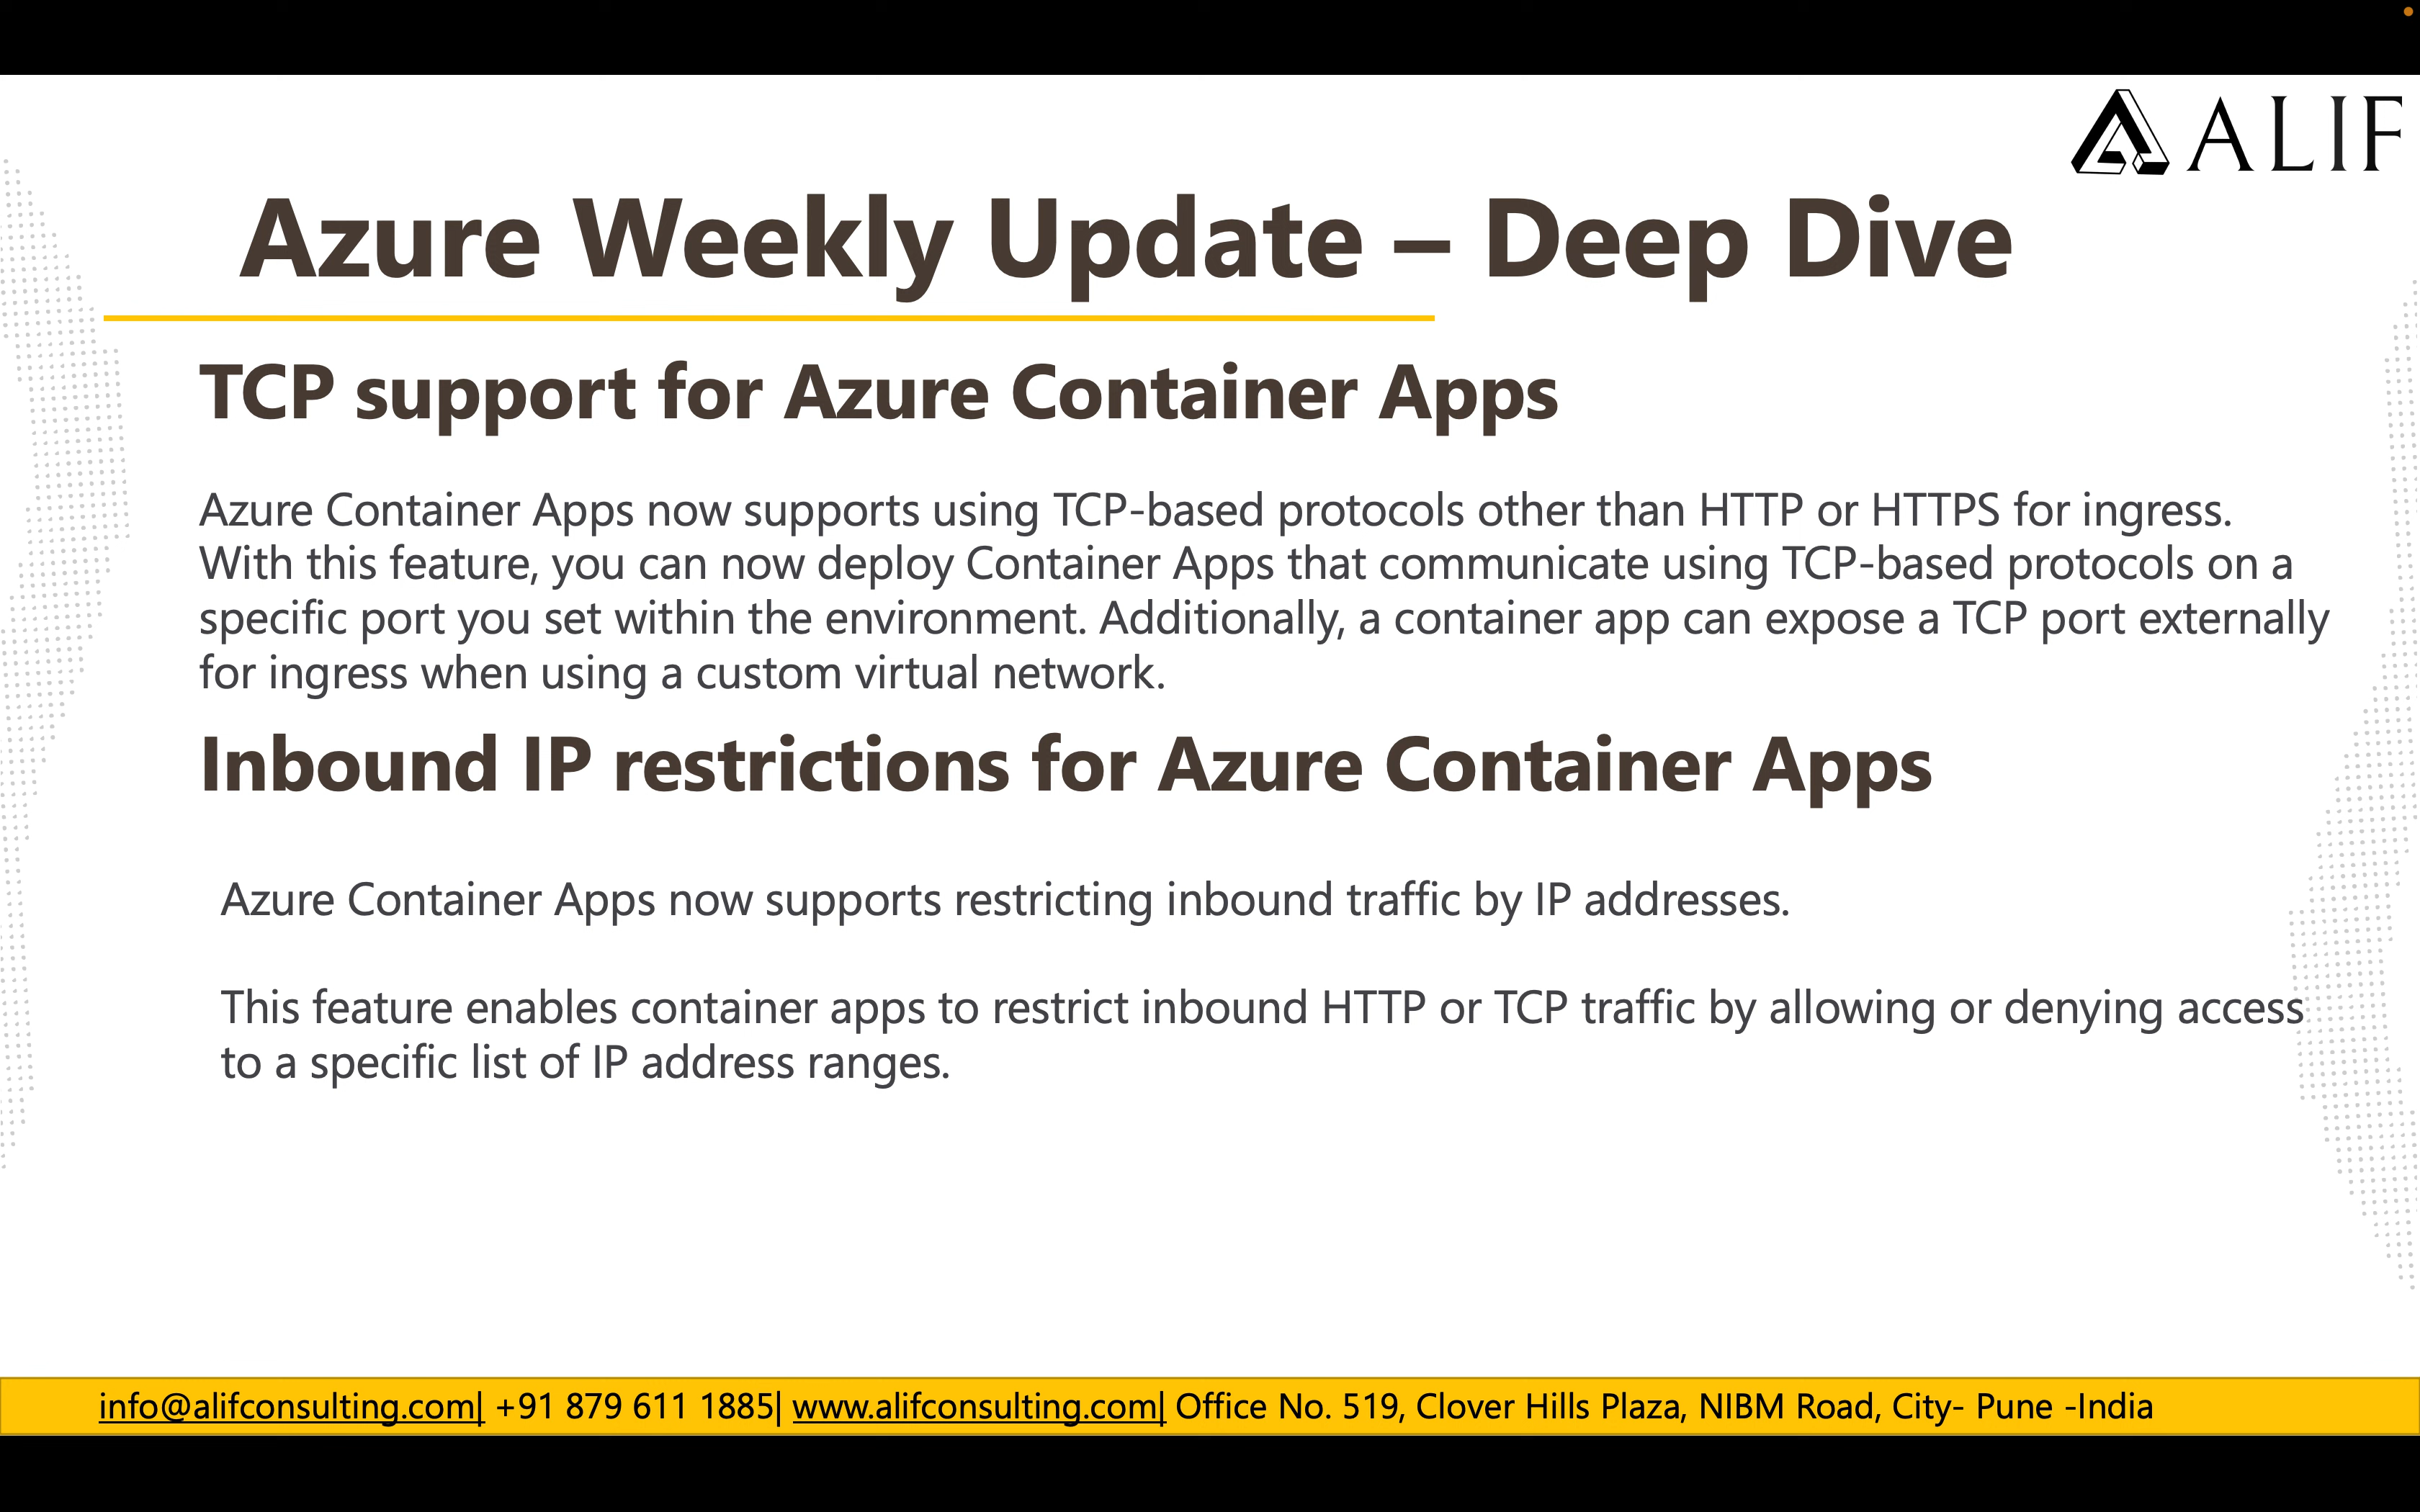 ALIF
Azure Weekly Update – Deep Dive
TCP support for Azure Container Apps
Azure Container Apps now supports using TCP-based protocols other than HTTP or HTTPS for ingress.
With this feature, you can now deploy Container Apps that communicate using TCP-based protocols on a
specific port you set within the environment. Additionally, a container app can expose a TCP port externally
for ingress when using a custom virtual network.
Inbound IP restrictions for Azure Container Apps
Azure Container Apps now supports restricting inbound traffic by IP addresses.
This feature enables container apps to restrict inbound HTTP or TCP traffic by allowing or denying access
to a specific list of IP address ranges.
info@alifconsulting.com| +91 879 611 1885| www.alifconsulting.com| Office No. 519, Clover Hills Plaza, NIBM Road, City- Pune -India